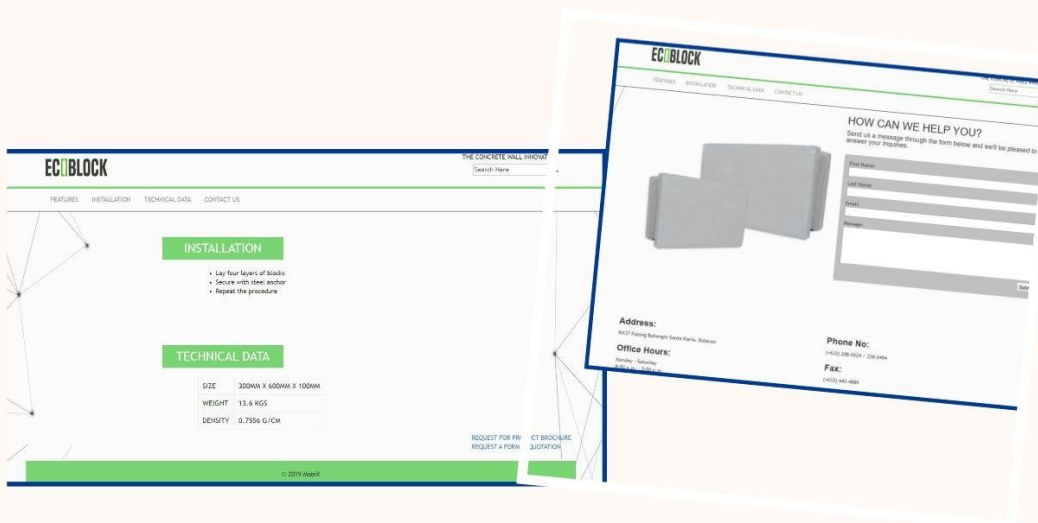 ECOBLOCK
THE CONCRETE WALL INNOVAT
Search Here
FEATURES INSTALLATION TECHNICAL DATA CONTACT US
INSTALLATION
• Lay four layers of blocks
• Secure with steel anchor
• Repeat the procedure
TECHNICAL DATA
SIZE 300MM X 600MM X 100MM
WEIGHT 13.6 KGS
DENSITY 0.7556 G/CM
REQUEST FOR PR CT BROCHURE
REQUEST A FORM QUOTATION
© 2019 MobiX
ECOBLOCK
Search Here
FEATURES INSTALLATION TECHNICAL DATA CONTACT US
HOW CAN WE HELP YOU?
Send us a message through the form below and we'll be pleased to
answer your inquiries.
First Name:
Last Name:
Email:
Message:
Address:
Santa Maria, Bulacan
Office Hours:
Monday - Saturday
Phone No:
Fax: